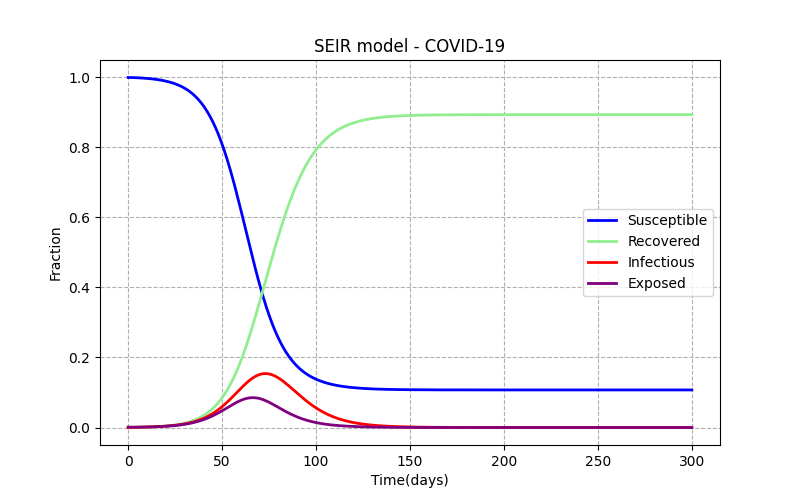 SEIR model - COVID-19
Fraction
1.0
0.8
0.6
0.4
0.2
0.0
Susceptible
Recovered
Infectious
Exposed
0 50 100 150 200 250 300
Time(days)